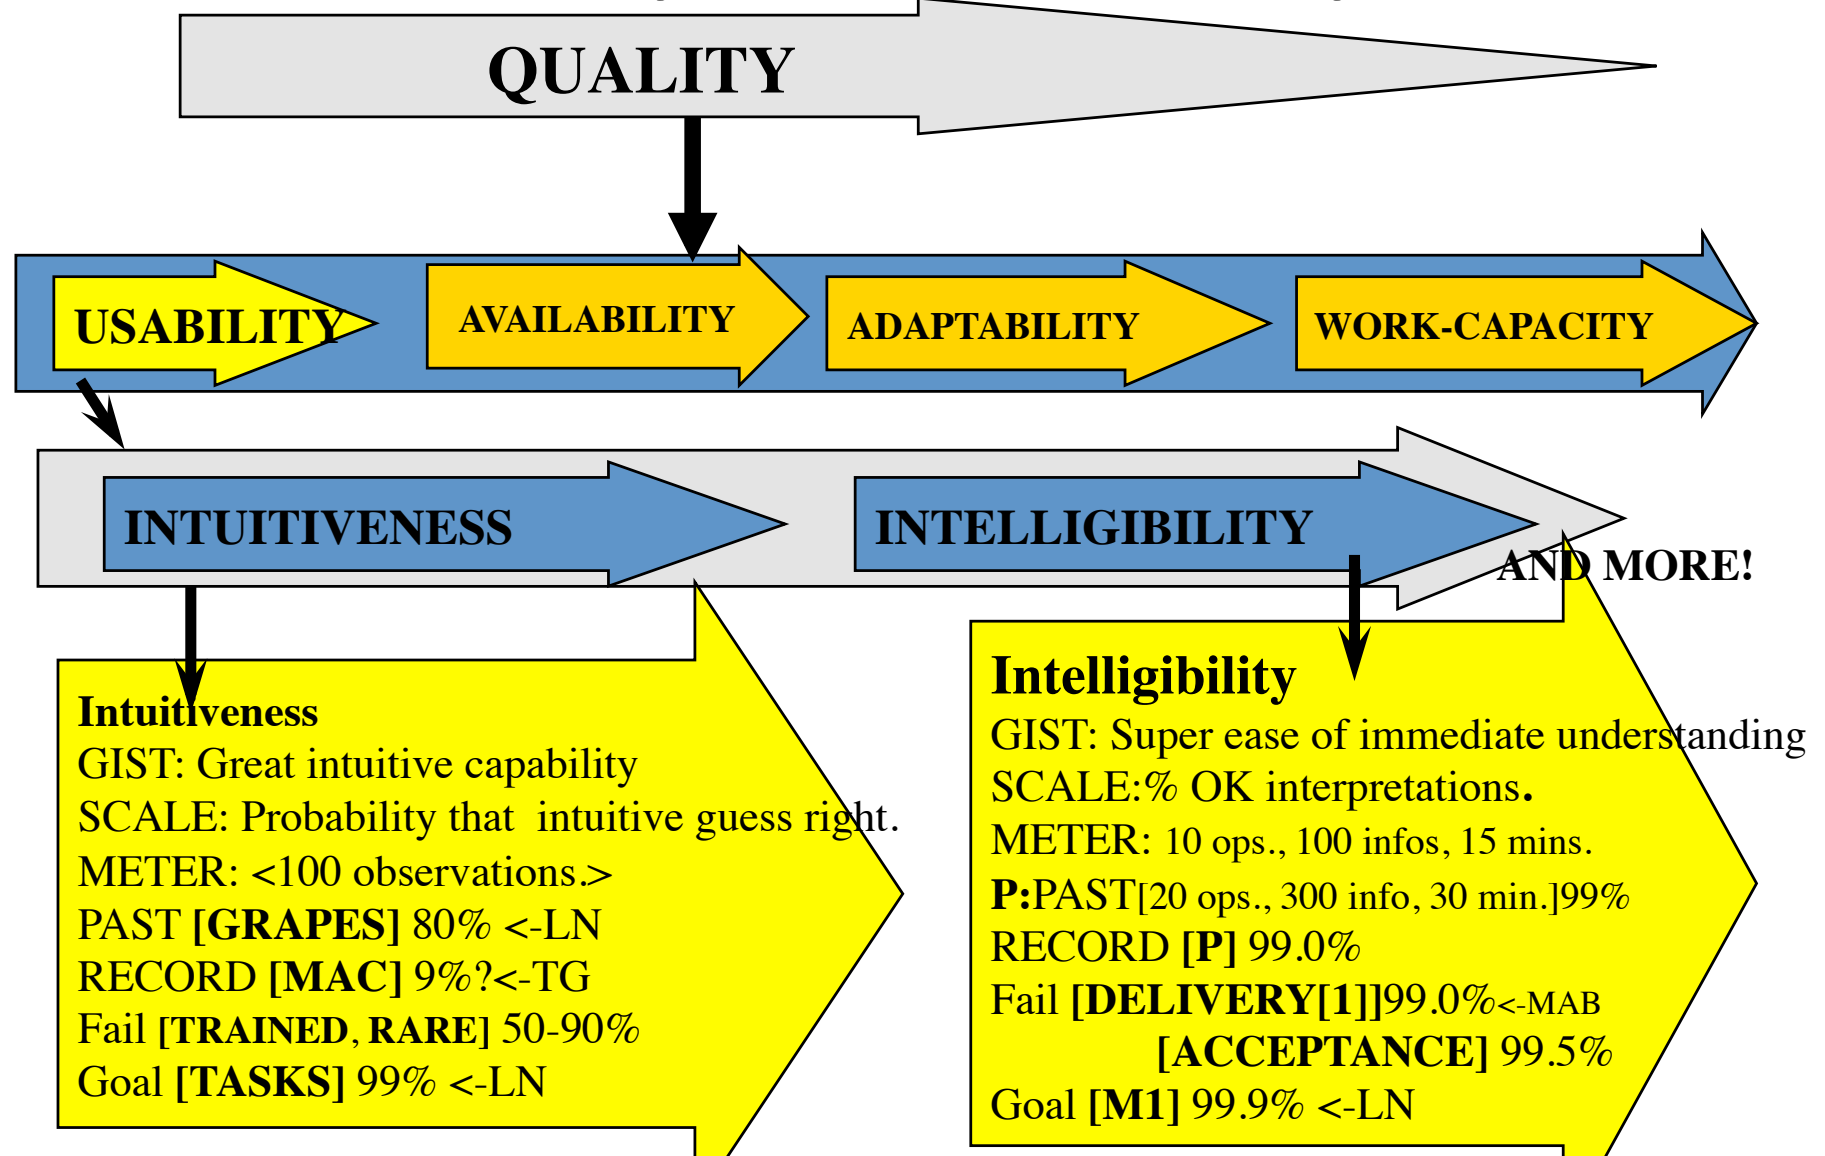 QUALITY
USABILITY
AVAILABILITY
ADAPTABILITY
WORK-CAPACITY
INTUITIVENESS
INTELLIGIBILITY
AND MORE!
Intuitiveness
GIST: Great intuitive capability
SCALE: Probability that  intuitive guess right.
METER: <100 observations.>
PAST [GRAPES] 80% <-LN
RECORD [MAC] 9%?<-TG
Fail [TRAINED, RARE] 50-90%
Goal [TASKS] 99% <-LN
Intelligibility
GIST: Super ease of immediate understanding
SCALE:% OK interpretations.
METER: 10 ops., 100 infos, 15 mins.
P:PAST[20 ops., 300 info, 30 min.]99%
RECORD [P] 99.0%
Fail [DELIVERY[1]]99.0%<-MAB
[ACCEPTANCE] 99.5%
Goal [M1] 99.9% <-LN